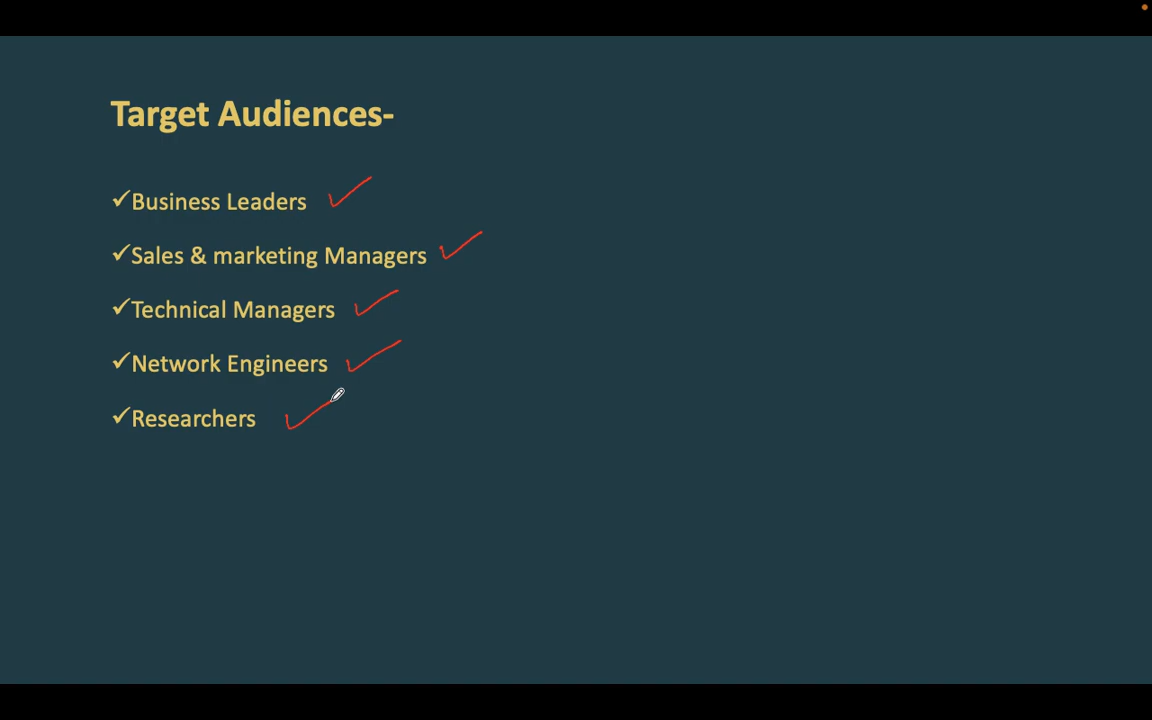 Target Audiences-
✓Business Leaders
✓Sales & marketing Managers
✓Technical Managers
✓Network Engineers
✓Researchers